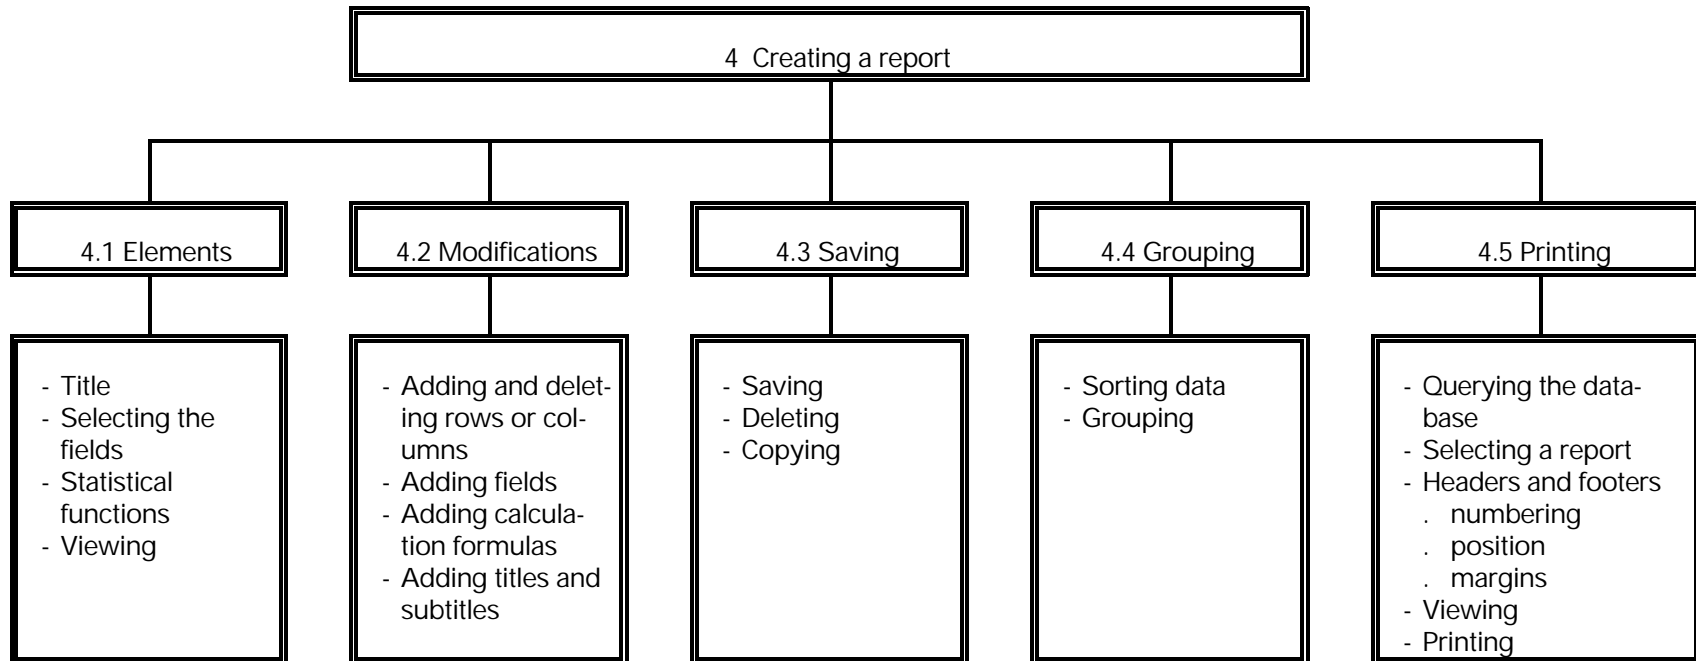 4 Creating a report
4.1 Elements
4.2 Modifications
4.3 Saving
4.4 Grouping
4.5 Printing
- Title
- Selecting the
fields
- Statistical
functions
- Viewing
- Adding and delet-
ing rows or col-
umns
- Adding fields
- Adding calcula-
tion formulas
- Adding titles and
subtitles
- Saving
- Deleting
- Copying
- Sorting data
- Grouping
- Querying the data-
base
- Selecting a report
- Headers and footers
. numbering
. position
. margins
- Viewing
- Printing